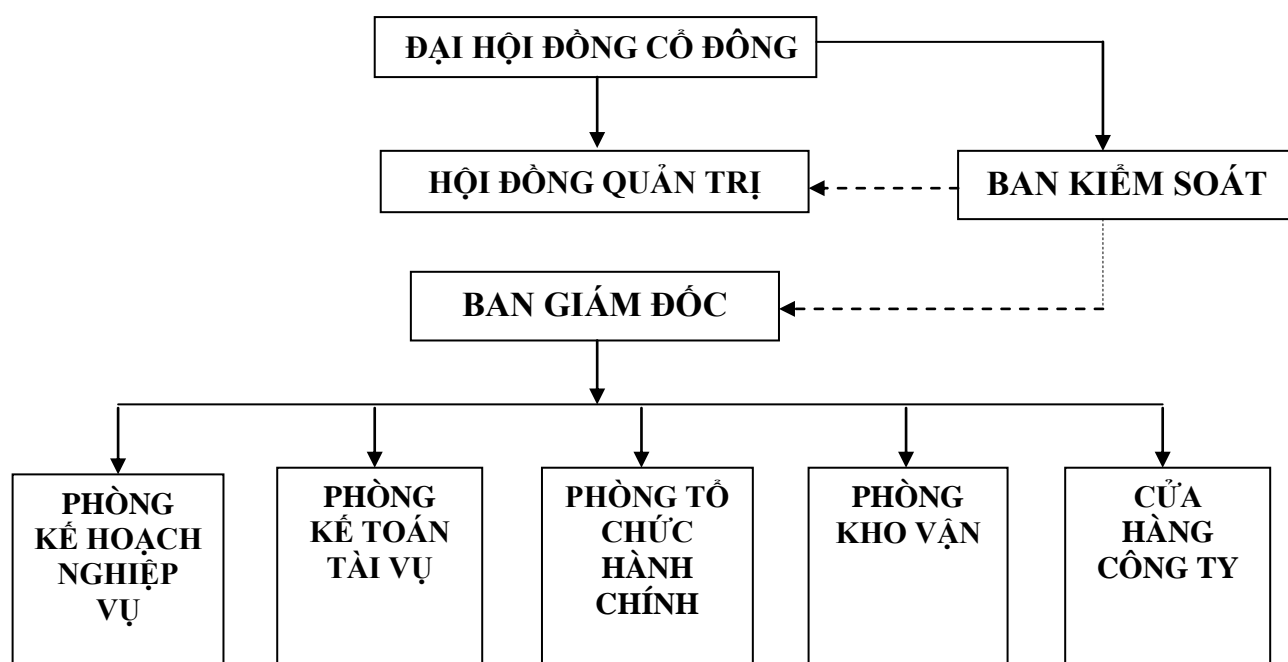 ĐẠI HỘI ĐỒNG CỔ ĐÔNG
HỘI ĐỒNG QUẢN TRỊ
BAN KIỂM SOÁT
BAN GIÁM ĐỐC
PHÒNG
KẾ HOẠCH
NGHIỆP
VỤ
PHÒNG
KẾ TOÁN
TÀI VỤ
PHÒNG TỔ
CHỨC
HÀNH
CHÍNH
PHÒNG
KHO VẬN
CỬA
HÀNG
CÔNG TY